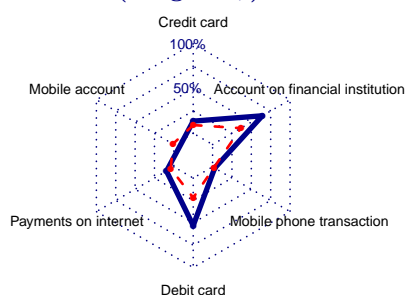 Credit card
100%
Mobile account
50%
Account on financial institution
Payments on internet
Mobile phone transaction
Debit card